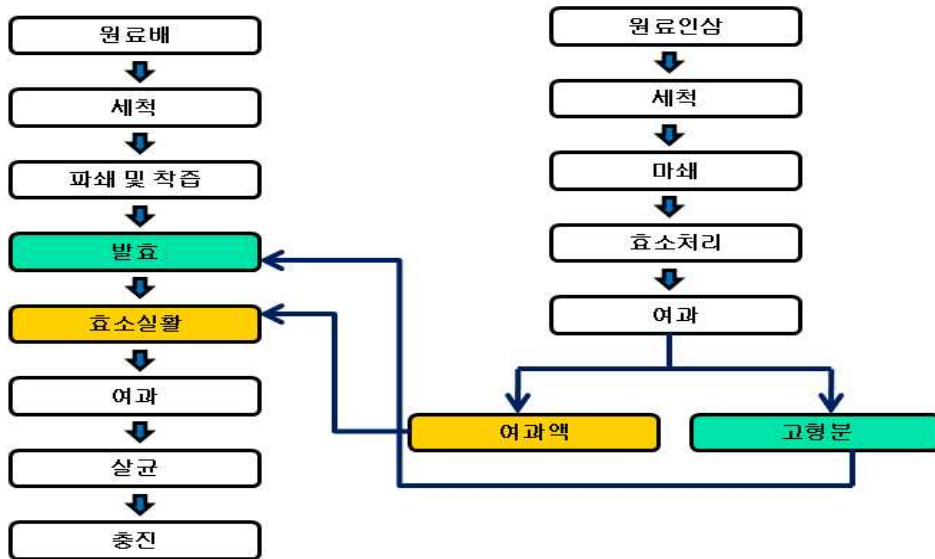 원료배
세척
파쇄 및 착즙
발효
효소실활
여과
살균
충진
원료인삼
세척
마쇄
효소처리
여과
여과액
고형분